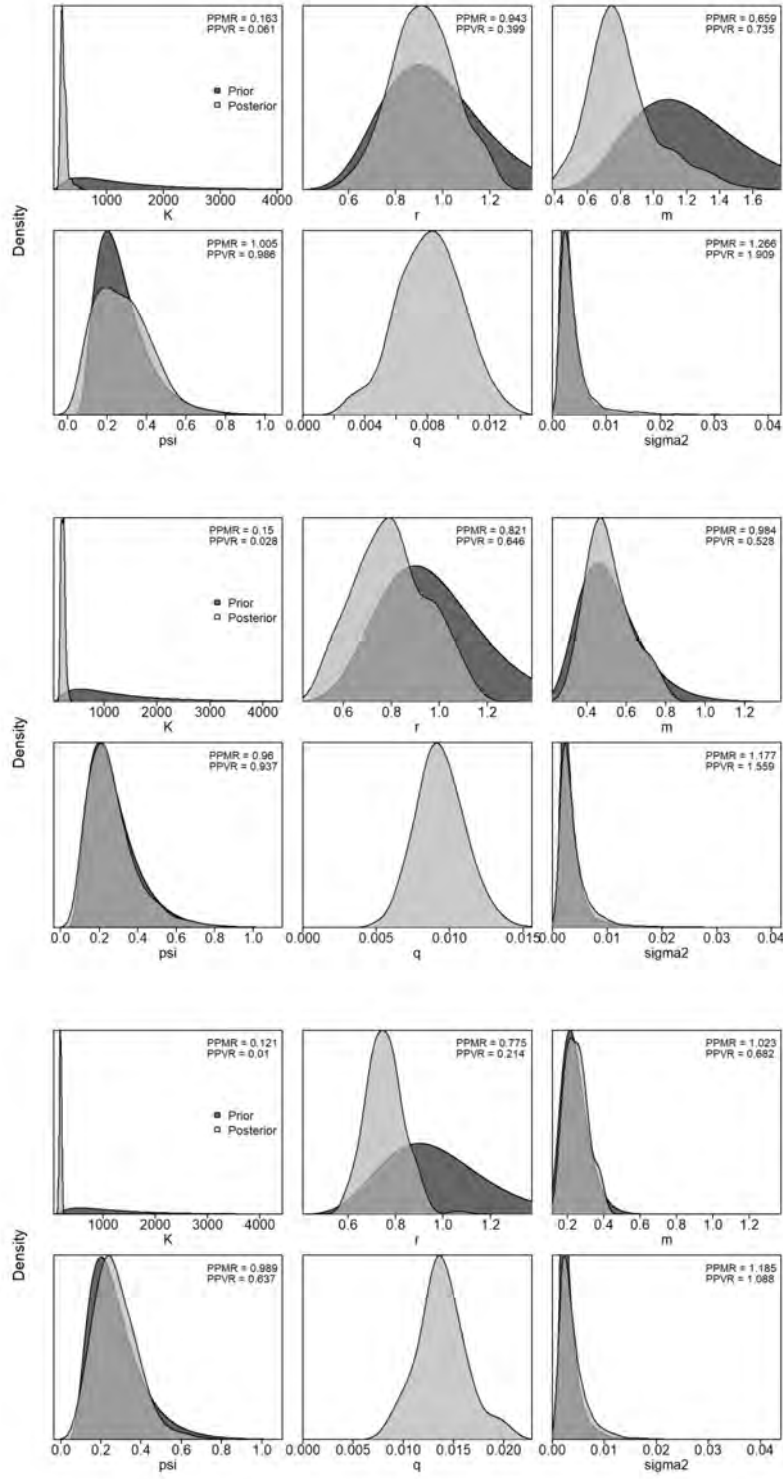 PPMR = 0.163
PPVR = 0.061
Prior
Posterior
1000 2000 3000 4000
K
PPMR = 0.943
PPVR = 0.399
0.6 0.8 1.0 1.2
r
PPMR = 0.659
PPVR = 0.735
0.4 0.6 0.8 1.0 1.2 1.4 1.6
m
Density
PPMR = 1.005
PPVR = 0.986
0.0 0.2 0.4 0.6 0.8 1.0
psi
0.004 0.008 0.012
q
PPMR = 1.266
PPVR = 1.909
0.00 0.01 0.02 0.03 0.04
sigma2
PPMR = 0.15
PPVR = 0.028
Prior
Posterior
1000 2000 3000 4000
K
PPMR = 0.821
PPVR = 0.646
0.6 0.8 1.0 1.2
r
PPMR = 0.984
PPVR = 0.528
0.4 0.6 0.8 1.0 1.2
m
Density
PPMR = 0.96
PPVR = 0.937
0.0 0.2 0.4 0.6 0.8 1.0
psi
0.000 0.005 0.010 0.015
q
PPMR = 1.177
PPVR = 1.559
0.00 0.01 0.02 0.03 0.04
sigma2
PPMR = 0.121
PPVR = 0.01
Prior
Posterior
1000 2000 3000 4000
K
PPMR = 0.775
PPVR = 0.214
0.6 0.8 1.0 1.2
r
PPMR = 1.023
PPVR = 0.682
0.2 0.4 0.6 0.8 1.0 1.2
m
Density
PPMR = 0.989
PPVR = 0.637
0.0 0.2 0.4 0.6 0.8 1.0
psi
0.000 0.005 0.010 0.015 0.020
q
PPMR = 1.185
PPVR = 1.088
0.00 0.01 0.02 0.03 0.04
sigma2